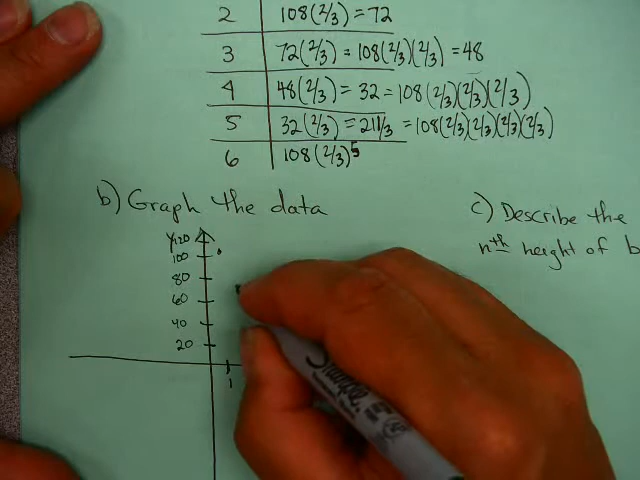 2 108(2/3) = 72
3 72(2/3) = 108(2/3)(2/3) = 48
4 48(2/3) = 32 = 108(2/3)(2/3)(2/3)
5 32(2/3) = 21 1/3 = 108(2/3)(2/3)(2/3)(2/3)
6 108(2/3)^5
b) Graph the data
c) Describe the
nth height of b
y 120
100
80
60
40
20
1
Sharpie